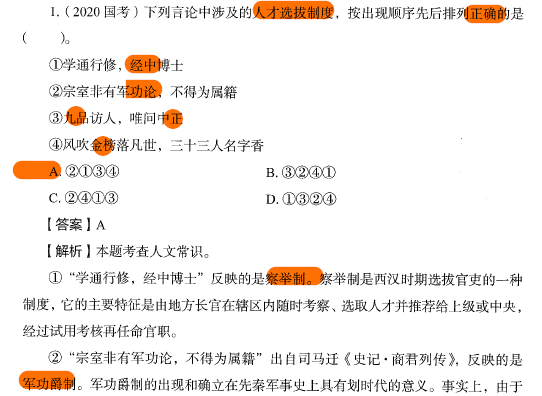 1.（2020 国考）下列言论中涉及的人才选拔制度，按出现顺序先后排列正确的是
（    ）。
①学通行修，经中博士
②宗室非有军功论，不得为属籍
③九品访人，唯问中正
④风吹金榜落凡世，三十三人名字香
A. ②①③④    B. ③②④①
C. ②④①③    D. ①③②④
【答案】A
【解析】本题考查人文常识。
①“学通行修，经中博士”反映的是察举制。察举制是西汉时期选拔官吏的一种
制度，它的主要特征是由地方长官在辖区内随时考察、选取人才并推荐给上级或中央，
经过试用考核再任命官职。
②“宗室非有军功论，不得为属籍”出自司马迁《史记·商君列传》，反映的是
军功爵制。军功爵制的出现和确立在先秦军事史上具有划时代的意义。事实上，由于